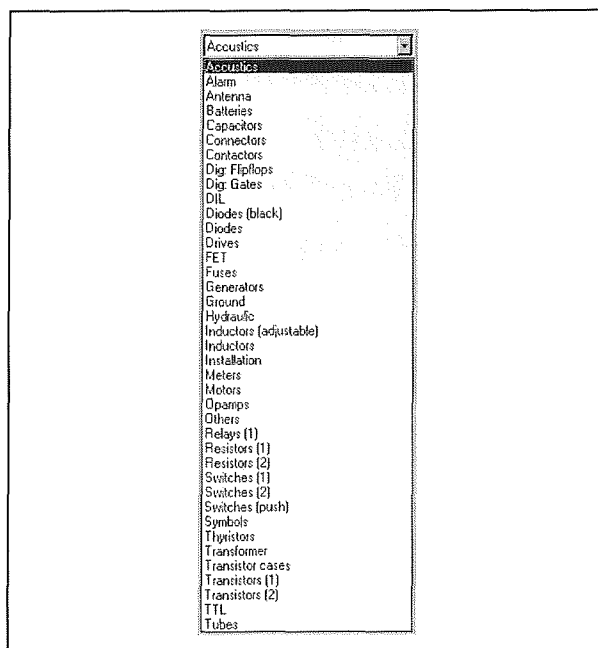 Accustics
Accustics
Alarm
Antenna
Batteries
Capacitors
Connectors
Contactors
Dig: Flipflops
Dig: Gates
DIL
Diodes (black)
Diodes
Drives
FET
Fuses
Generators
Ground
Hydraulic
Inductors (adjustable)
Inductors
Installation
Meters
Motors
Opamps
Others
Relays (1)
Resistors (1)
Resistors (2)
Switches (1)
Switches (2)
Switches (push)
Symbols
Thyristors
Transformer
Transistor cases
Transistors (1)
Transistors (2)
TTL
Tubes